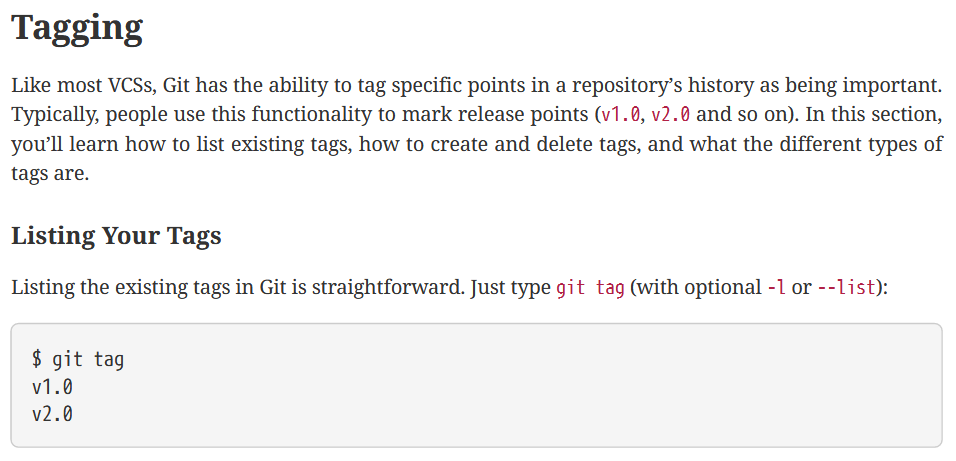 Tagging
Like most VCSs, Git has the ability to tag specific points in a repository’s history as being important.
Typically, people use this functionality to mark release points (v1.0, v2.0 and so on). In this section,
you’ll learn how to list existing tags, how to create and delete tags, and what the different types of
tags are.
Listing Your Tags
Listing the existing tags in Git is straightforward. Just type git tag (with optional -l or --list):
$ git tag
v1.0
v2.0